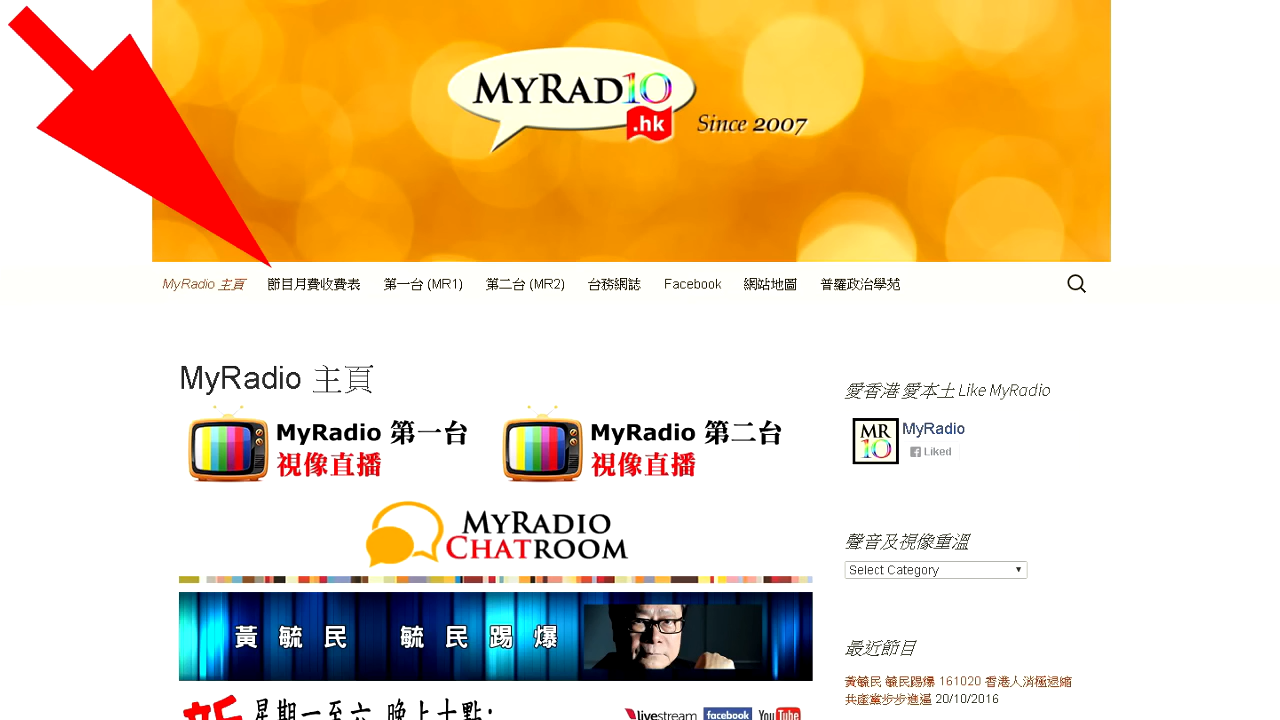 MYRAD10
.hk
Since 2007
MyRadio 主頁 節目月費收費表 第一台 (MR1) 第二台 (MR2) 台務網誌 Facebook 網站地圖 普羅政治學苑
MyRadio 主頁
MyRadio 第一台
視像直播
MyRadio 第二台
視像直播
MYRADIO
CHATROOM
黃毓民 毓民踢爆
星期一至六 晚上十點:
livestream facebook YouTube
愛香港 愛本土 Like MyRadio
MR
10
MyRadio
Liked
聲音及視像重溫
Select Category
最近節目
黃毓民 毓民踢爆 161020 香港人消極退縮
共產黨步步進逼 20/10/2016